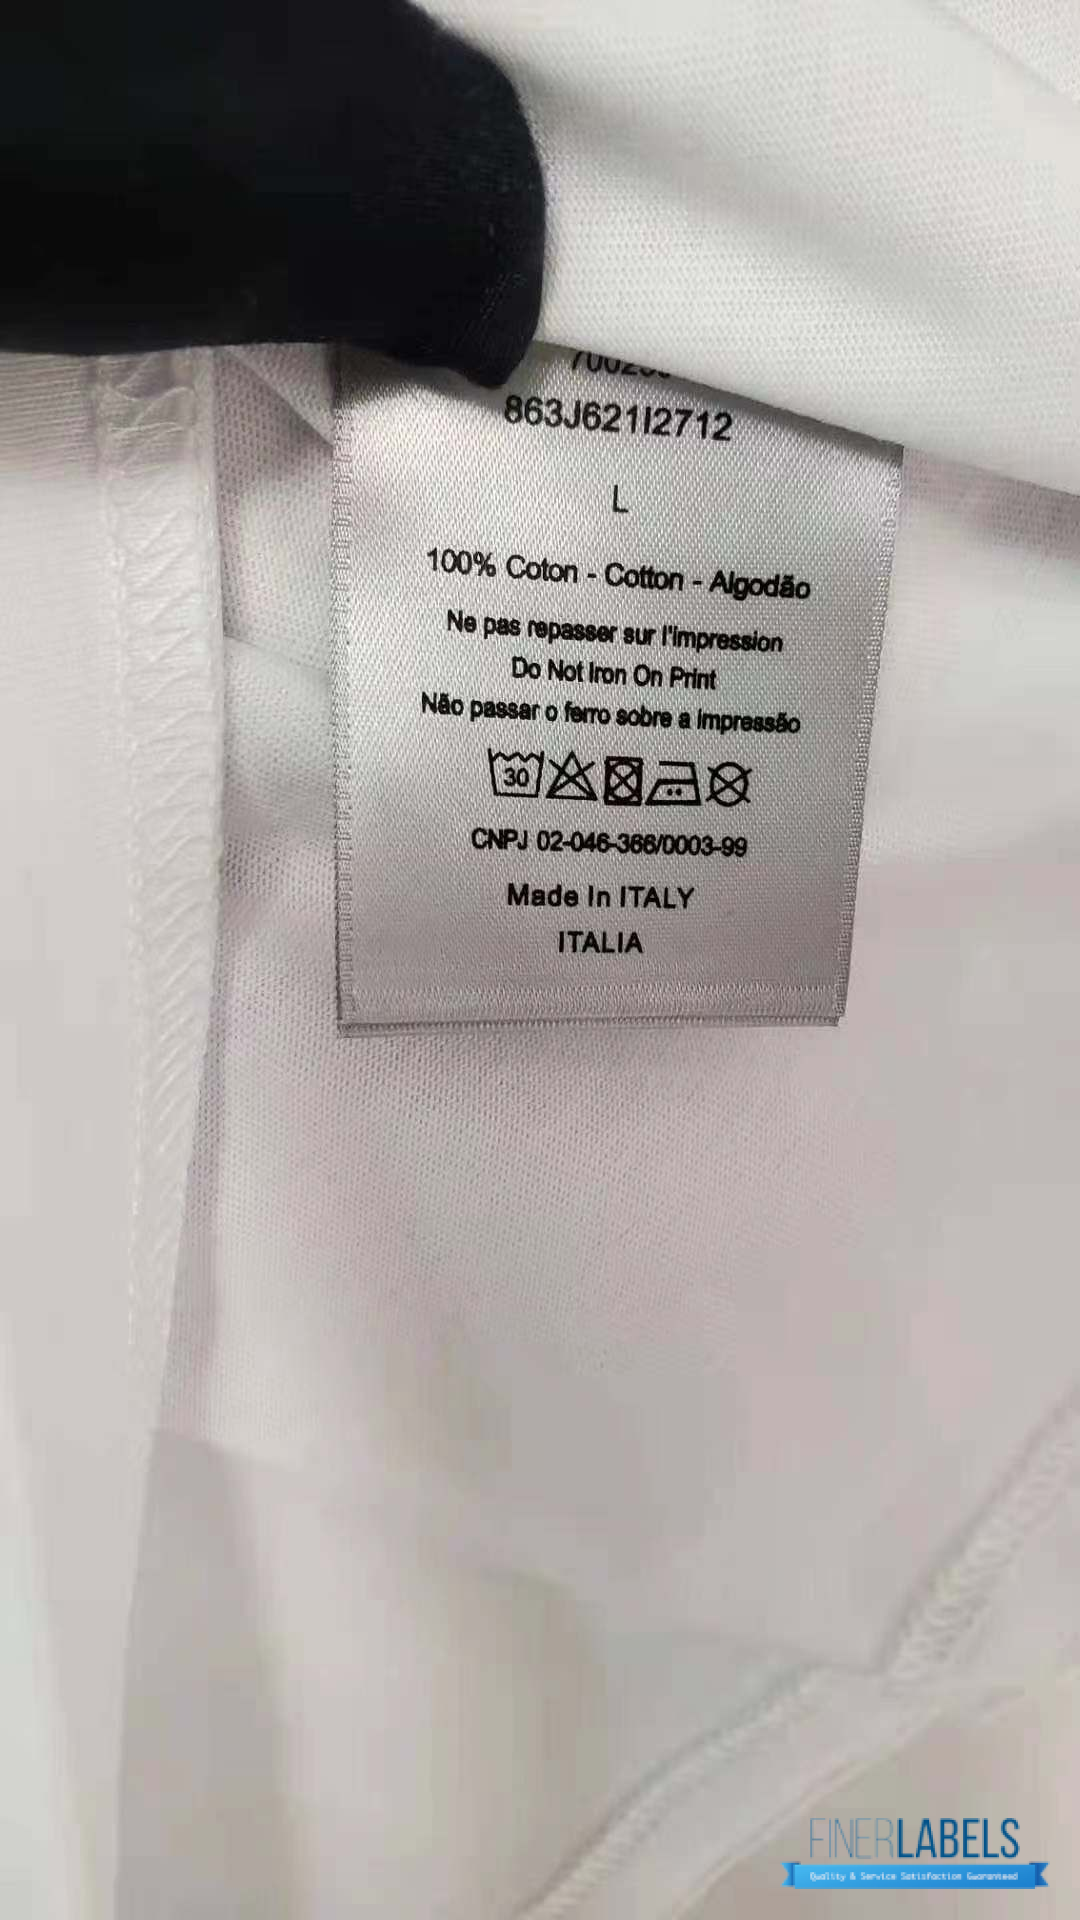 863J621I2712
L
100% Coton - Cotton - Algodão
Ne pas repasser sur l'impression
Do Not Iron On Print
Não passar o ferro sobre a impressão
30
CNPJ 02-046-366/0003-99
Made In ITALY
ITALIA
FINERLABELS
Quality & Service Satisfaction Guaranteed